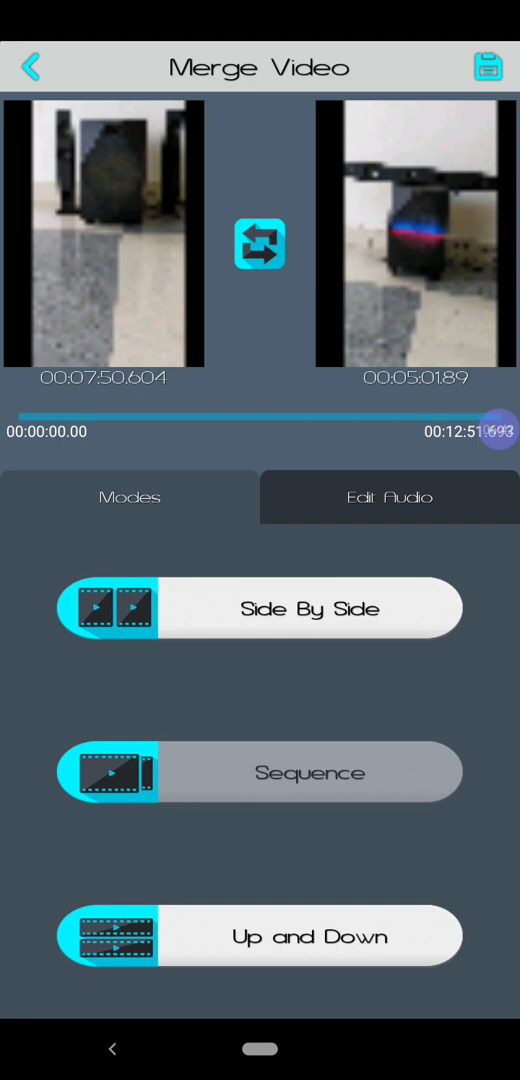 Merge Video
00:07:50.604
00:05:01.89
00:00:00.00
00:12:51.693
Modes
Edit Audio
Side By Side
Sequence
Up and Down